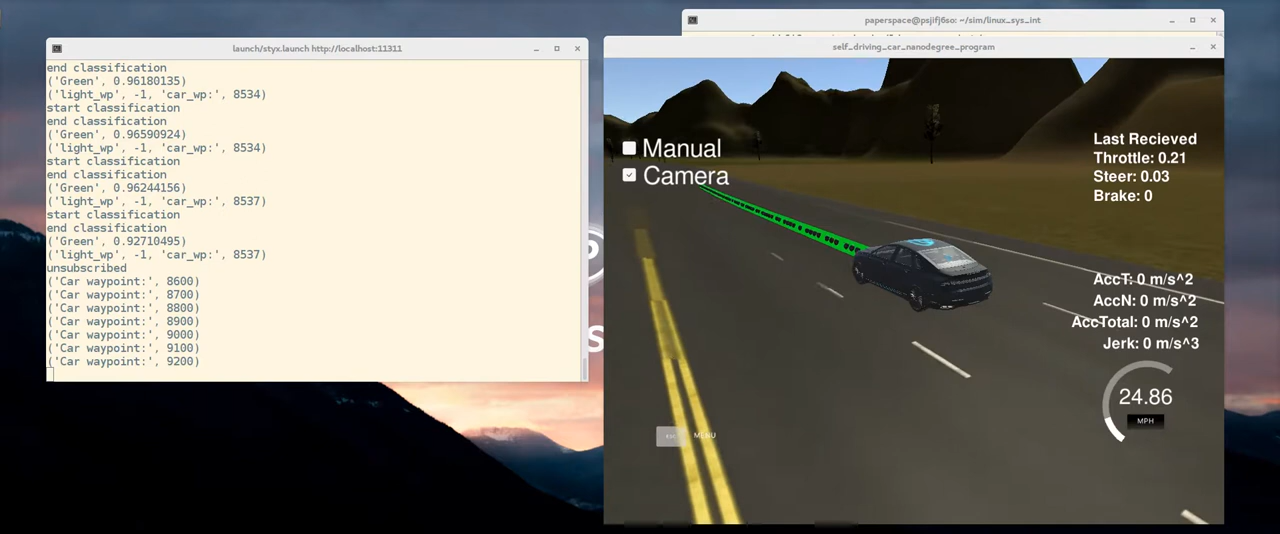 launch/styx.launch http://localhost:11311
end classification
('Green', 0.96180135)
('light_wp', -1, 'car_wp:', 8534)
start classification
end classification
('Green', 0.96590924)
('light_wp', -1, 'car_wp:', 8534)
start classification
end classification
('Green', 0.96244156)
('light_wp', -1, 'car_wp:', 8537)
start classification
end classification
('Green', 0.92710495)
('light_wp', -1, 'car_wp:', 8537)
unsubscribed
('Car waypoint:', 8600)
('Car waypoint:', 8700)
('Car waypoint:', 8800)
('Car waypoint:', 8900)
('Car waypoint:', 9000)
('Car waypoint:', 9100)
('Car waypoint:', 9200)
paperspace@psjifj6so: ~/sim/linux_sys_int
self_driving_car_nanodegree_program
Manual
Camera
Last Recieved
Throttle: 0.21
Steer: 0.03
Brake: 0
AccT: 0 m/s^2
AccN: 0 m/s^2
AccTotal: 0 m/s^2
Jerk: 0 m/s^3
24.86
MPH
MENU